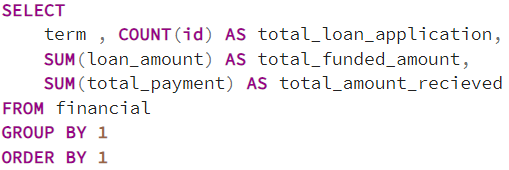 SELECT
term , COUNT(id) AS total_loan_application,
SUM(loan_amount) AS total_funded_amount,
SUM(total_payment) AS total_amount_recieved
FROM financial
GROUP BY 1
ORDER BY 1